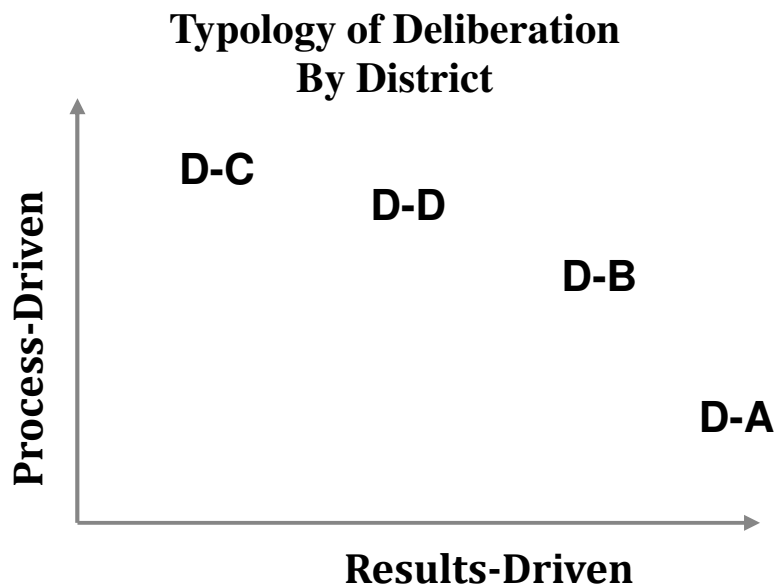 Typology of Deliberation
By District
D-C
D-D
D-B
D-A
Process-Driven
Results-Driven